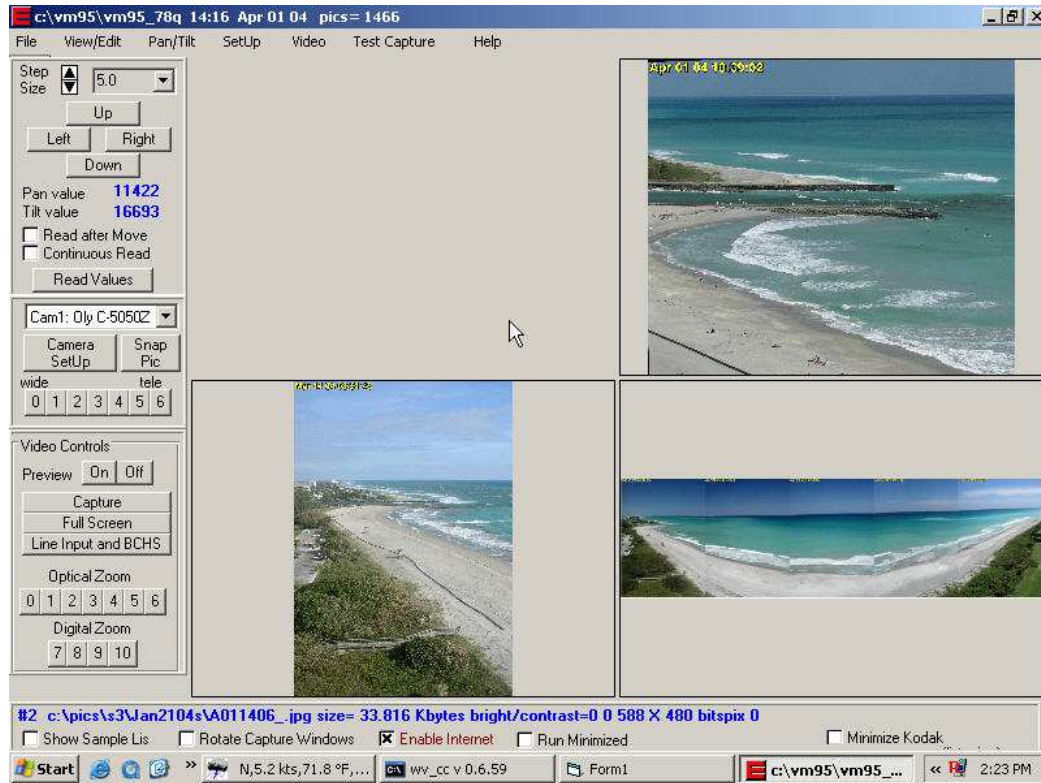 c:\vm95\vm95_78q 14:16 Apr 01 04 pics= 1466
File View/Edit Pan/Tilt SetUp Video Test Capture Help
Step Size 5.0
Up
Left Right
Down
Pan value 11422
Tilt value 16693
Read after Move
Continuous Read
Read Values
Cam1: Oly C-5050Z
Camera SetUp Snap Pic
wide tele
0 1 2 3 4 5 6
Video Controls
Preview On Off
Capture
Full Screen
Line Input and BCHS
Optical Zoom
0 1 2 3 4 5 6
Digital Zoom
7 8 9 10
Apr 01 04
#2 c:\pics\s3\Jan2104s\A011406_.jpg size= 33.816 Kbytes bright/contrast=0 0 588 X 480 bitspix 0
Show Sample Lis Rotate Capture Windows Enable Internet Run Minimized Minimize Kodak
Start » N,5.2 kts,71.8 °F,... wv_cc v 0.6.59 Form1 c:\vm95\vm95_... « 2:23 PM